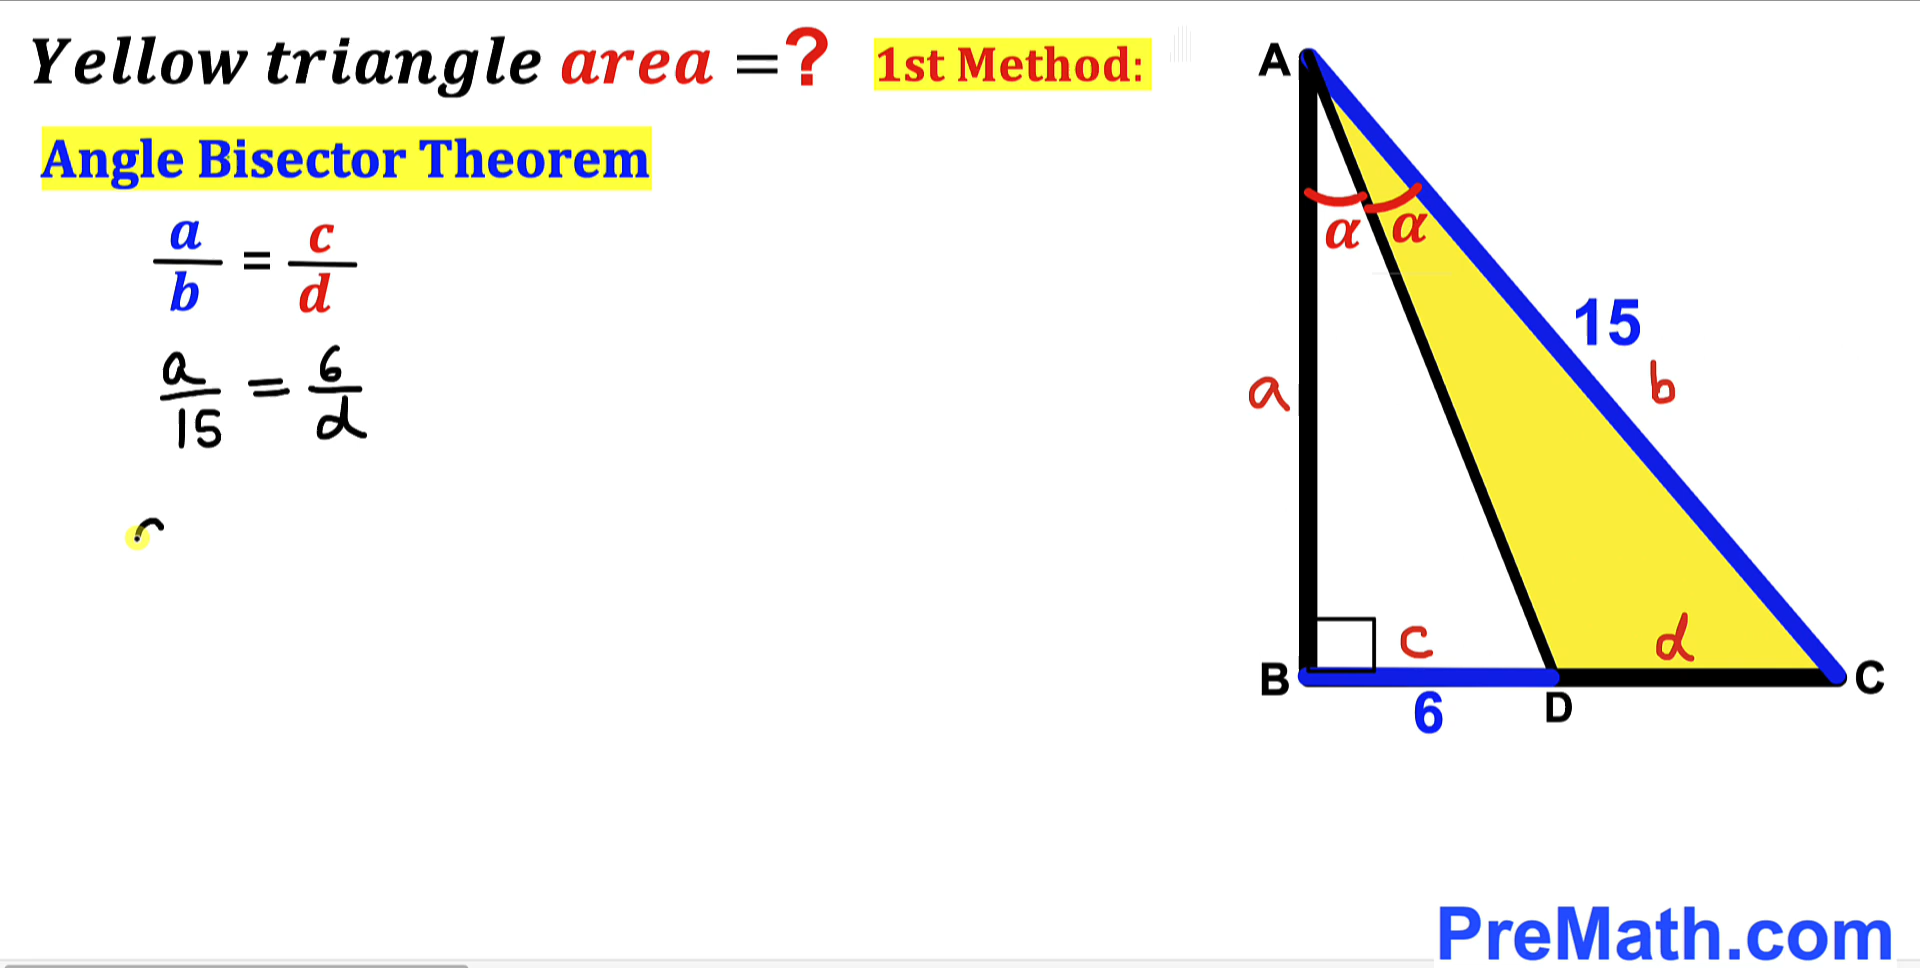 Yellow triangle area =? 1st Method:
Angle Bisector Theorem
a/b = c/d
a/15 = 6/d
A
α α
15
a
b
c
d
B
C
6
D
PreMath.com